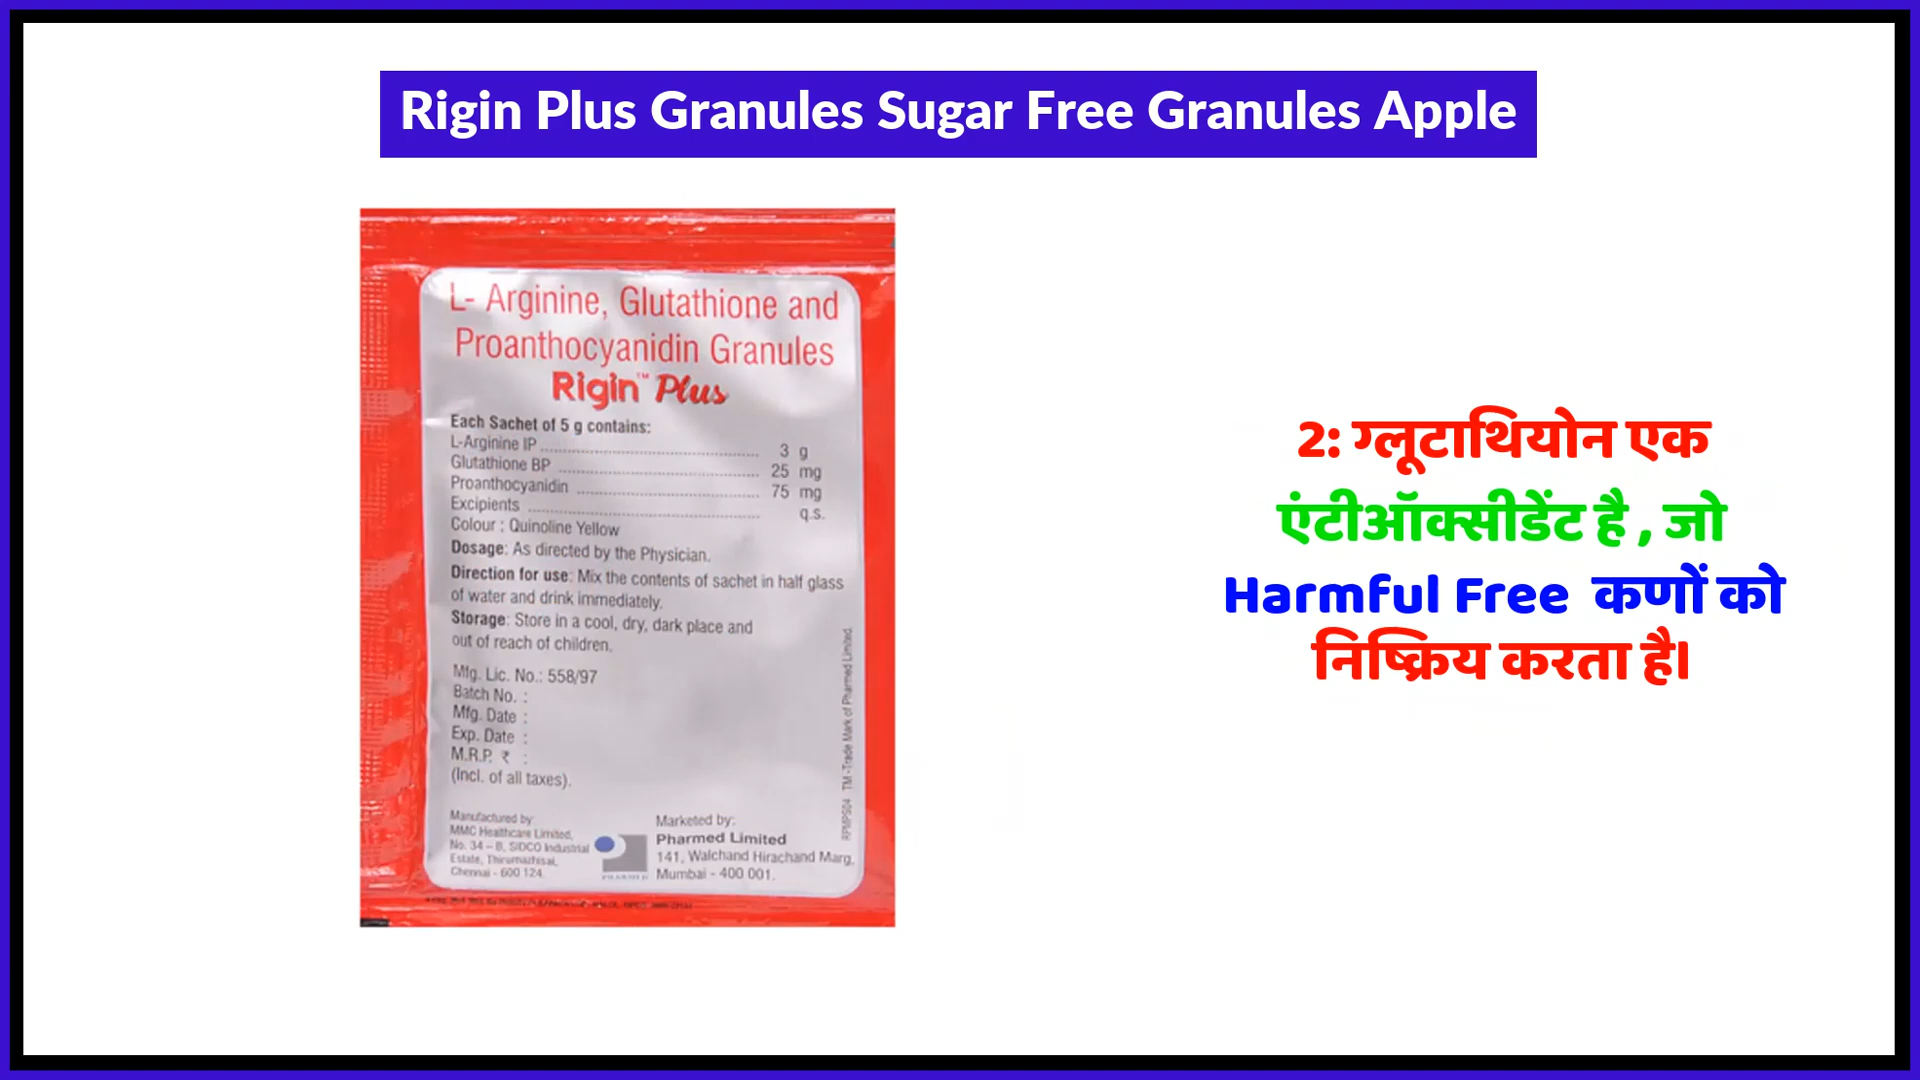 Rigin Plus Granules Sugar Free Granules Apple
L- Arginine, Glutathione and
Proanthocyanidin Granules
Rigin™ Plus
Each Sachet of 5 g contains:
L-Arginine IP ........ 3 g
Glutathione BP ........ 25 mg
Proanthocyanidin ........ 75 mg
Excipients ........ q.s.
Colour : Quinoline Yellow
Dosage: As directed by the Physician.
Direction for use: Mix the contents of sachet in half glass
of water and drink immediately.
Storage: Store in a cool, dry, dark place and
out of reach of children.
Mfg. Lic. No.: 558/97
Batch No. :
Mfg. Date :
Exp. Date :
M.R.P. ₹ :
(Incl. of all taxes).
Manufactured by:
MMC Healthcare Limited,
No. 34 – B, SIDCO Industrial
Estate, Thirumazhisai,
Chennai - 600 124.
Marketed by:
Pharmed Limited
141, Walchand Hirachand Marg,
Mumbai - 400 001.
RPMPS04 TM -Trade Mark of Pharmed Limited.
2: ग्लूटाथियोन एक
एंटीऑक्सीडेंट है , जो
Harmful Free कणों को
निष्क्रिय करता है।